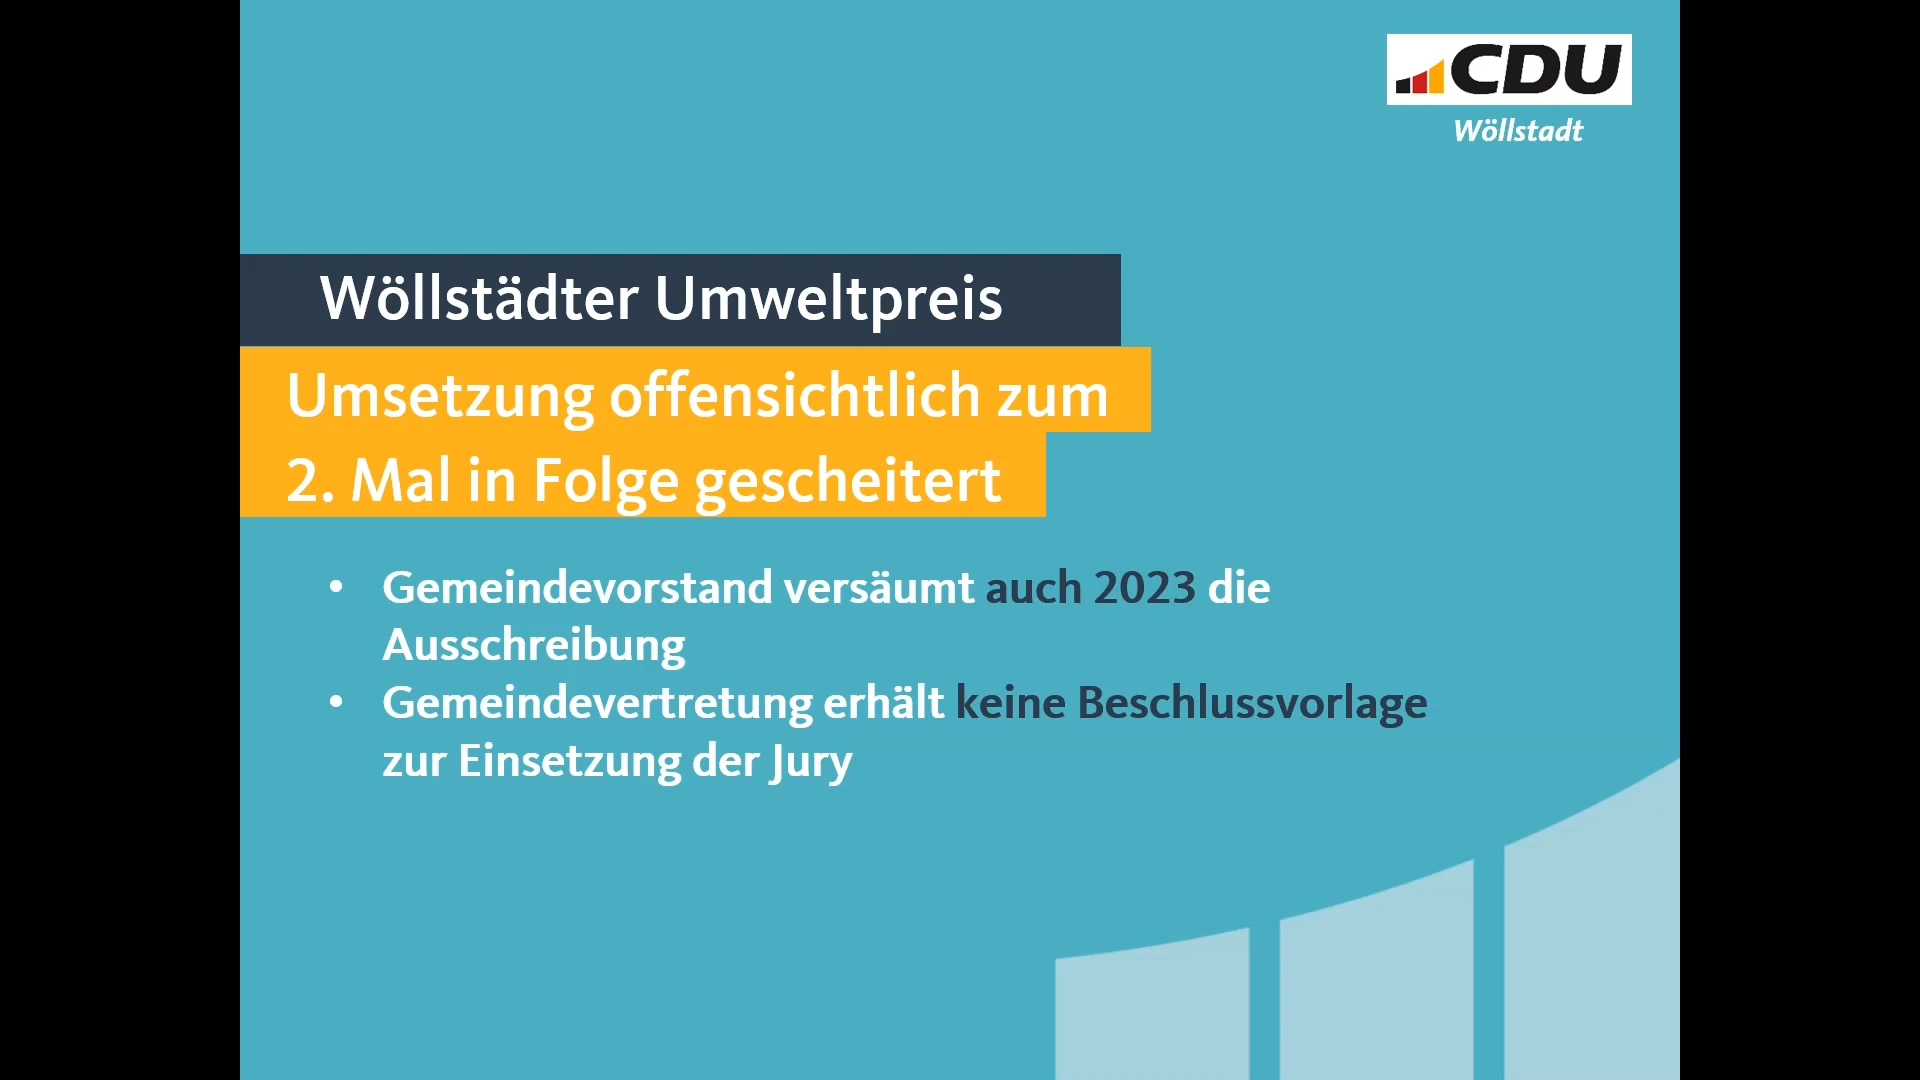 CDU
Wöllstadt
Wöllstädter Umweltpreis
Umsetzung offensichtlich zum
2. Mal in Folge gescheitert
• Gemeindevorstand versäumt auch 2023 die
Ausschreibung
• Gemeindevertretung erhält keine Beschlussvorlage
zur Einsetzung der Jury